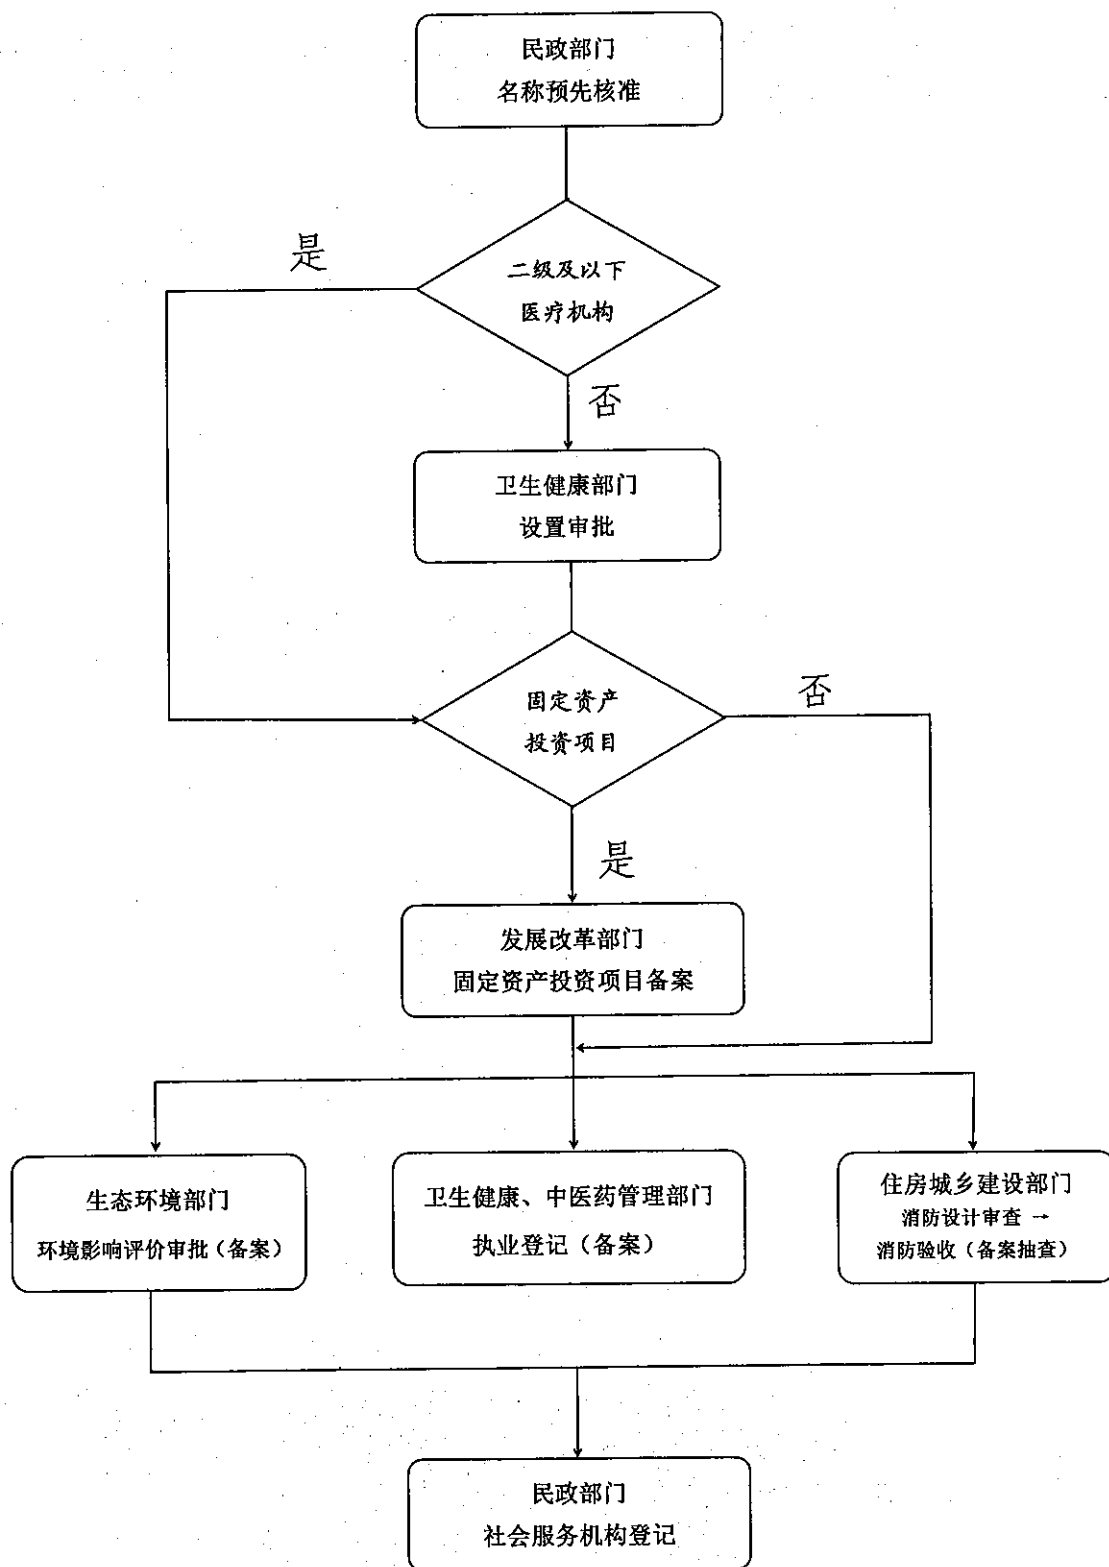 民政部门
名称预先核准
是
二级及以下
医疗机构
否
卫生健康部门
设置审批
固定资产
投资项目
否
是
发展改革部门
固定资产投资项目备案
生态环境部门
环境影响评价审批（备案）
卫生健康、中医药管理部门
执业登记（备案）
住房城乡建设部门
消防设计审查 →
消防验收（备案抽查）
民政部门
社会服务机构登记